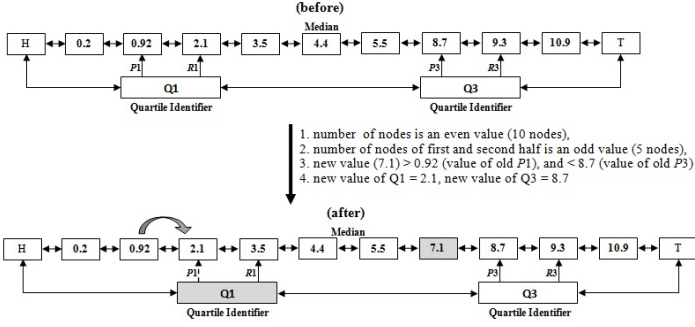 (before)
Median
H 0.2 0.92 2.1 3.5 4.4 5.5 8.7 9.3 10.9 T
P1 R1 P3 R3
Q1 Q3
Quartile Identifier Quartile Identifier
1. number of nodes is an even value (10 nodes),
2. number of nodes of first and second half is an odd value (5 nodes),
3. new value (7.1) > 0.92 (value of old P1), and < 8.7 (value of old P3)
4. new value of Q1 = 2.1, new value of Q3 = 8.7
(after)
Median
H 0.2 0.92 2.1 3.5 4.4 5.5 7.1 8.7 9.3 10.9 T
P1 R1 P3 R3
Q1 Q3
Quartile Identifier Quartile Identifier